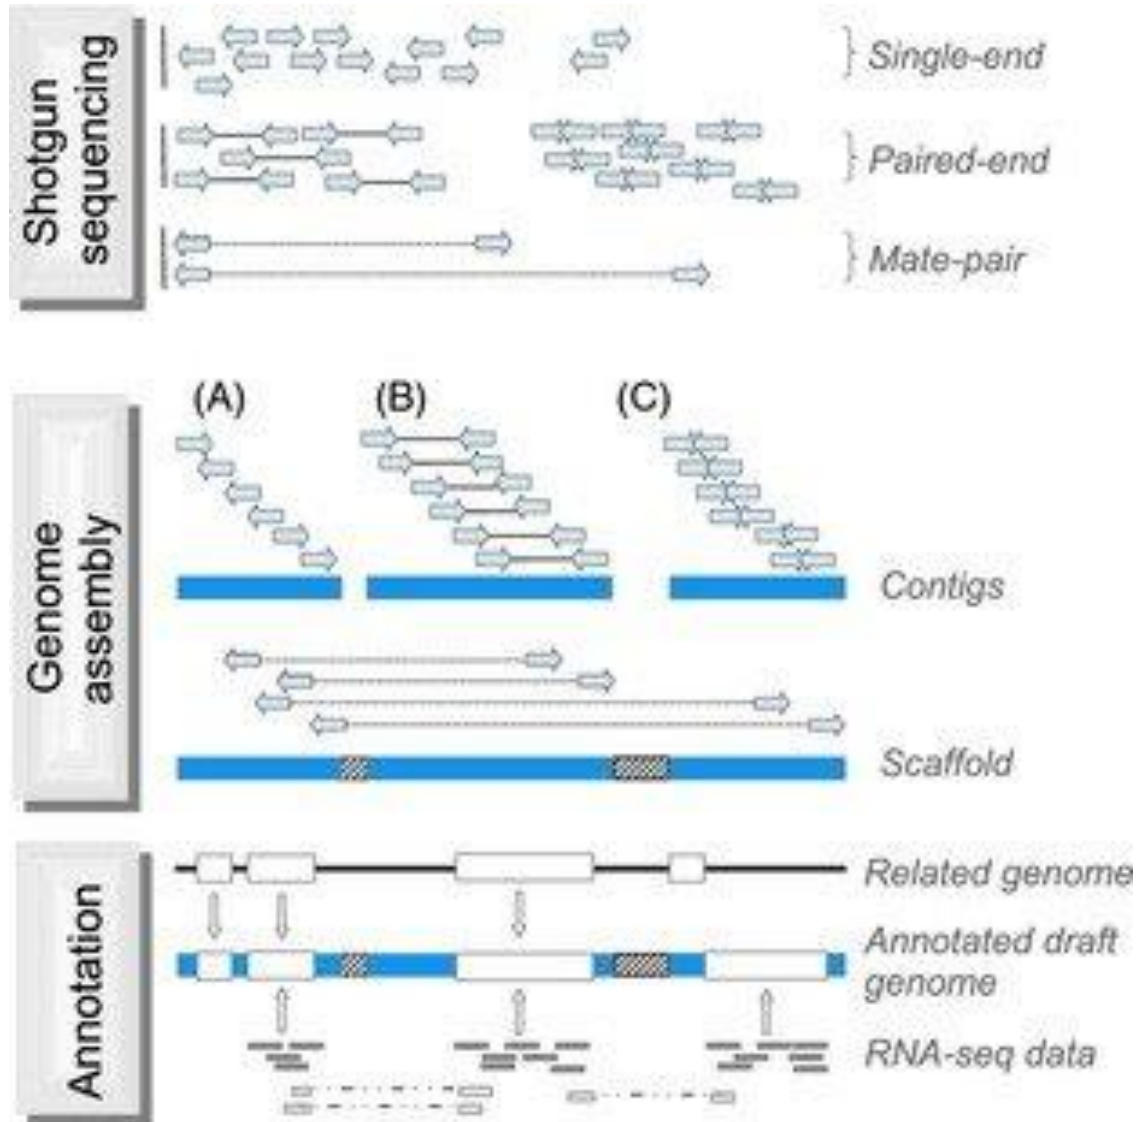 Shotgun
sequencing
Single-end
Paired-end
Mate-pair
Genome
assembly
(A) (B) (C)
Contigs
Scaffold
Annotation
Related genome
Annotated draft
genome
RNA-seq data